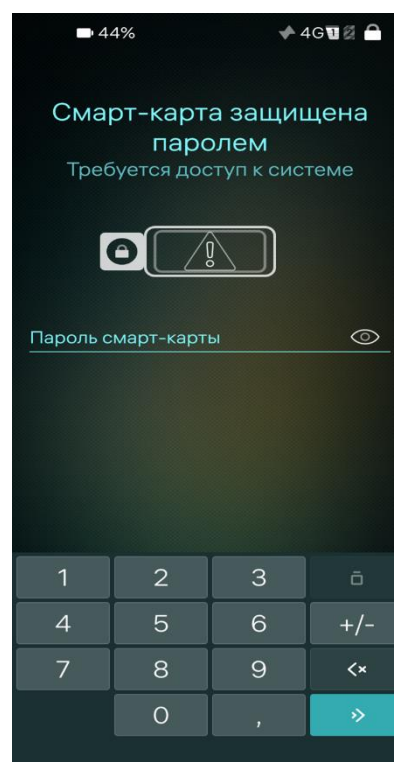 44%
4G
Смарт-карта защищена
паролем
Требуется доступ к системе
Пароль смарт-карты
1 2 3
4 5 6 +/-
7 8 9
0 ,